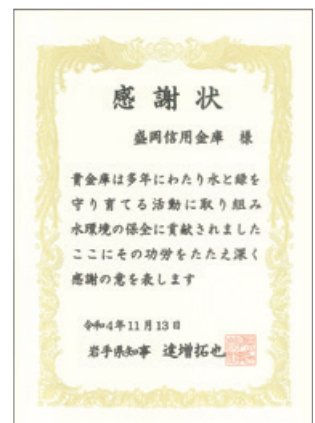 感謝状
盛岡信用金庫 様
貴金庫は多年にわたり水と緑を
守り育てる活動に取り組み
水環境の保全に貢献されました
ここにその功労をたたえ深く
感謝の意を表します
令和4年11月13日
岩手県知事 達増拓也